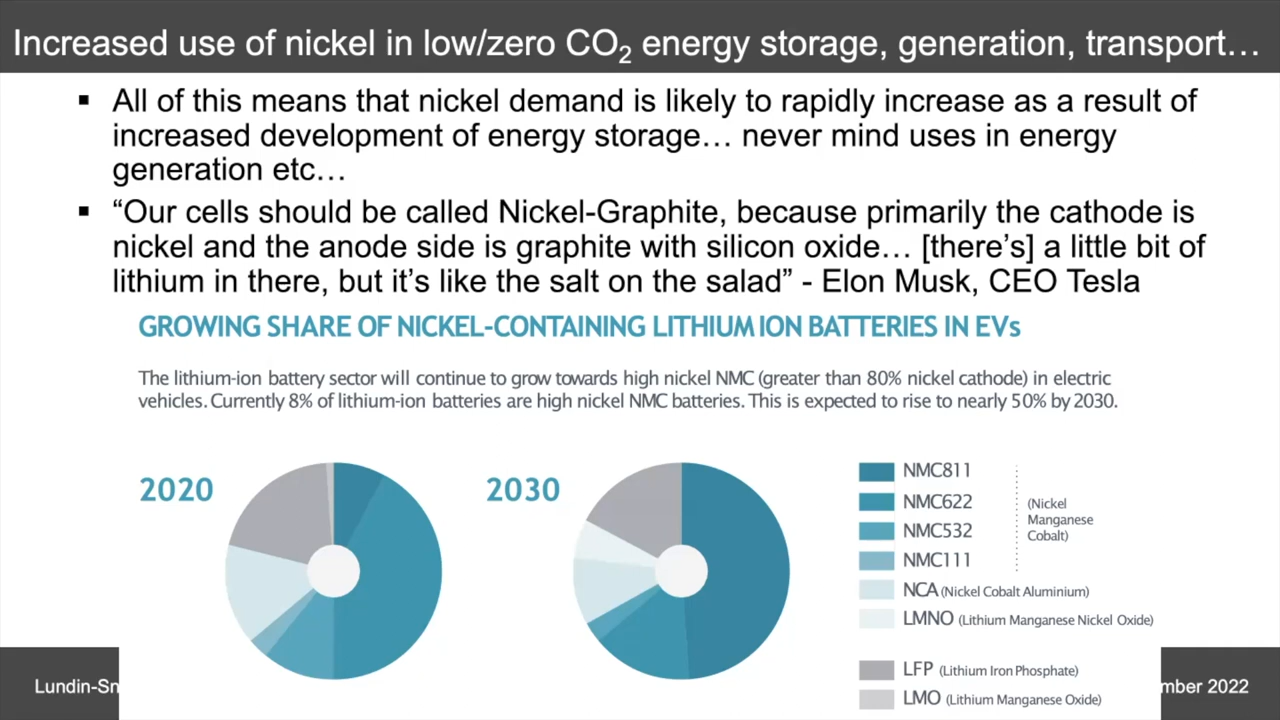 Increased use of nickel in low/zero CO₂ energy storage, generation, transport…
▪ All of this means that nickel demand is likely to rapidly increase as a result of
increased development of energy storage… never mind uses in energy
generation etc…
▪ “Our cells should be called Nickel-Graphite, because primarily the cathode is
nickel and the anode side is graphite with silicon oxide… [there’s] a little bit of
lithium in there, but it’s like the salt on the salad” - Elon Musk, CEO Tesla
GROWING SHARE OF NICKEL-CONTAINING LITHIUM ION BATTERIES IN EVs
The lithium-ion battery sector will continue to grow towards high nickel NMC (greater than 80% nickel cathode) in electric
vehicles. Currently 8% of lithium-ion batteries are high nickel NMC batteries. This is expected to rise to nearly 50% by 2030.
2020
2030
NMC811
NMC622
NMC532
NMC111
(Nickel
Manganese
Cobalt)
NCA (Nickel Cobalt Aluminium)
LMNO (Lithium Manganese Nickel Oxide)
LFP (Lithium Iron Phosphate)
LMO (Lithium Manganese Oxide)
Lundin-Sn
mber 2022